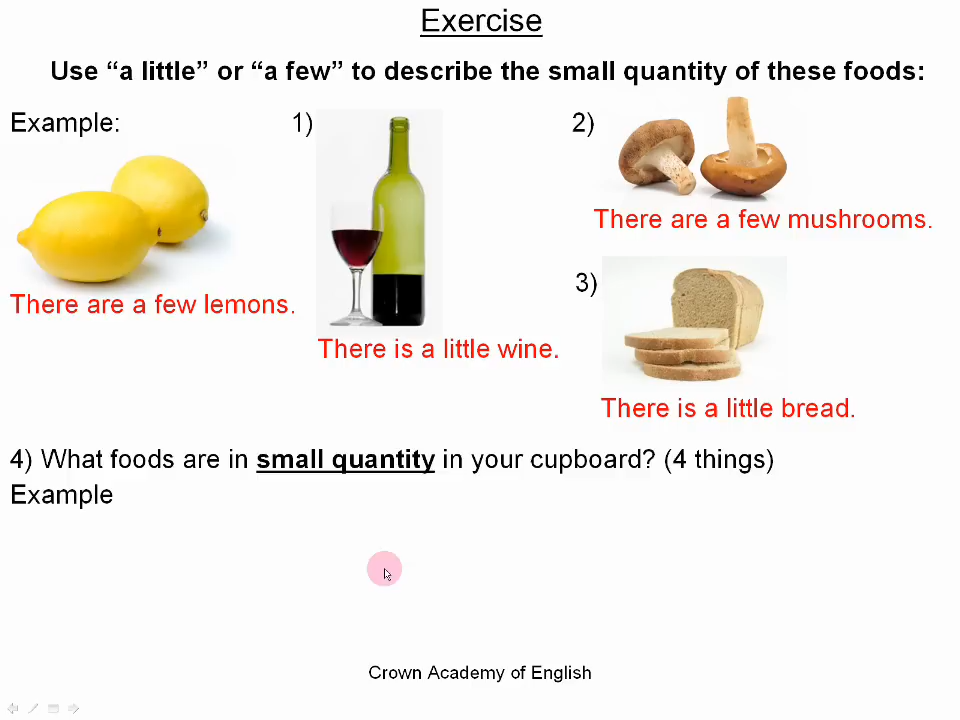 Exercise
Use “a little” or “a few” to describe the small quantity of these foods:
Example:
There are a few lemons.
1)
There is a little wine.
2)
There are a few mushrooms.
3)
There is a little bread.
4) What foods are in small quantity in your cupboard? (4 things)
Example
Crown Academy of English